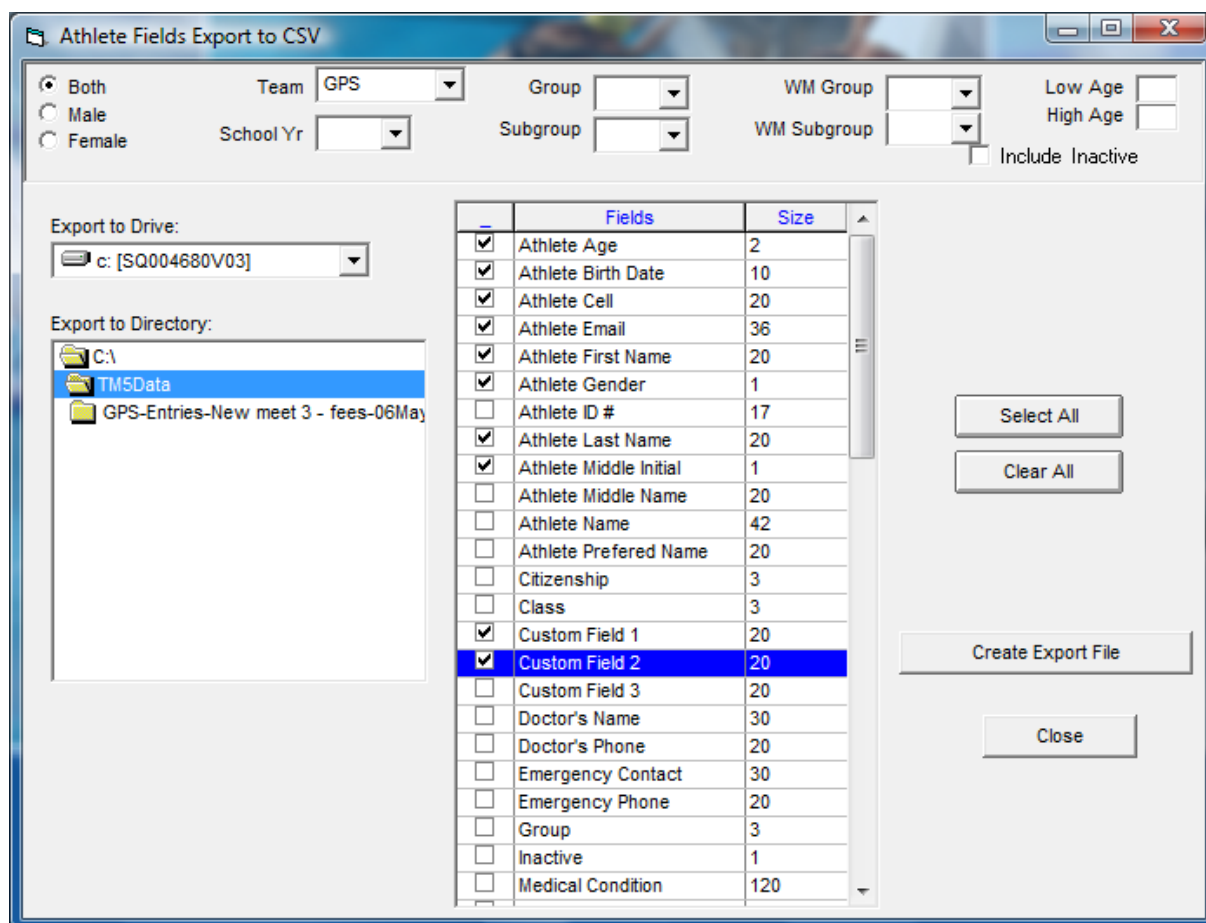 Athlete Fields Export to CSV
Both
Male
Female
Team GPS
School Yr
Group
Subgroup
WM Group
WM Subgroup
Low Age
High Age
Include Inactive
Export to Drive:
c: [SQ004680V03]
Export to Directory:
C:\
TM5Data
GPS-Entries-New meet 3 - fees-06May
_ Fields Size
Athlete Age 2
Athlete Birth Date 10
Athlete Cell 20
Athlete Email 36
Athlete First Name 20
Athlete Gender 1
Athlete ID # 17
Athlete Last Name 20
Athlete Middle Initial 1
Athlete Middle Name 20
Athlete Name 42
Athlete Prefered Name 20
Citizenship 3
Class 3
Custom Field 1 20
Custom Field 2 20
Custom Field 3 20
Doctor's Name 30
Doctor's Phone 20
Emergency Contact 30
Emergency Phone 20
Group 3
Inactive 1
Medical Condition 120
Select All
Clear All
Create Export File
Close